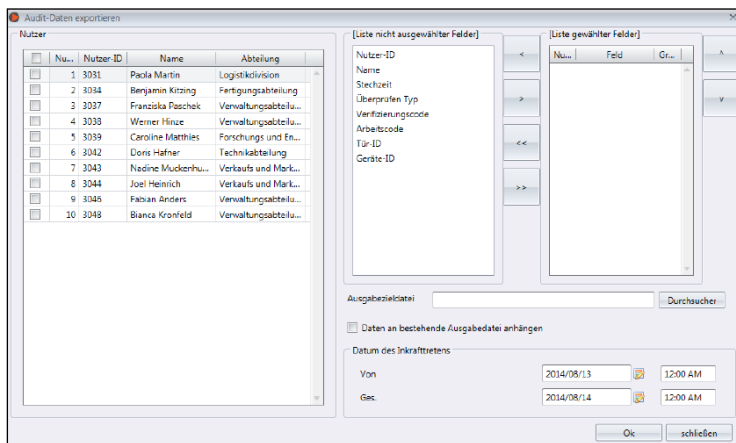 Audit-Daten exportieren
Nutzer
Nu... Nutzer-ID Name Abteilung
1 3031 Paola Martin Logistikdivision
2 3034 Benjamin Kitzing Fertigungsabteilung
3 3037 Franziska Paschek Verwaltungsabteilu...
4 3038 Werner Hinze Verwaltungsabteilu...
5 3039 Caroline Matthies Forschungs und En...
6 3042 Doris Hafner Technikabteilung
7 3043 Nadine Muckenhu... Verkaufs und Mark...
8 3044 Joel Heinrich Verkaufs und Mark...
9 3046 Fabian Anders Verwaltungsabteilu...
10 3048 Bianca Kronfeld Verwaltungsabteilu...
[Liste nicht ausgewählter Felder]
Nutzer-ID
Name
Stechzeit
Überprüfen Typ
Verifizierungscode
Arbeitscode
Tür-ID
Geräte-ID
<
>
<<
>>
[Liste gewählter Felder]
Nu... Feld Gr...
^
v
Ausgabezieldatei Durchsucher
Daten an bestehende Ausgabedatei anhängen
Datum des Inkrafttretens
Von 2014/08/13 12:00 AM
Ges. 2014/08/14 12:00 AM
Ok schließen